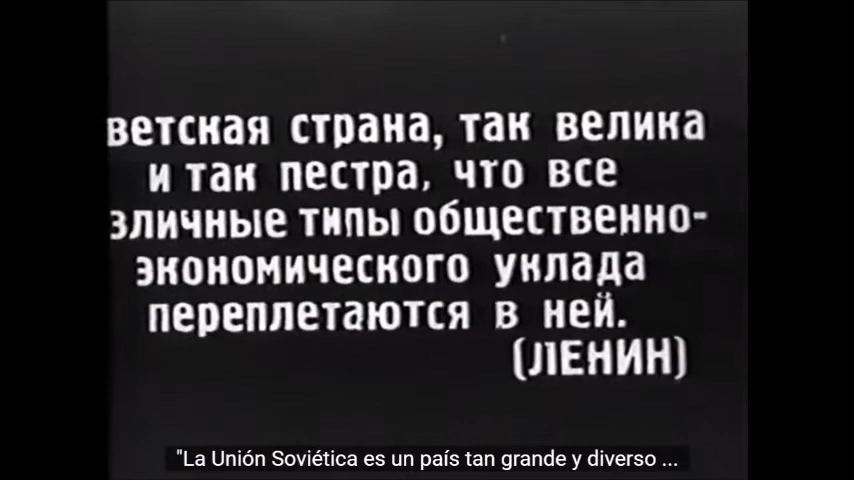 ветская страна, так велика
и так пестра, что все
зличные типы общественно-
экономического уклада
переплетаются в ней.
(ЛЕНИН)
"La Unión Soviética es un país tan grande y diverso ...